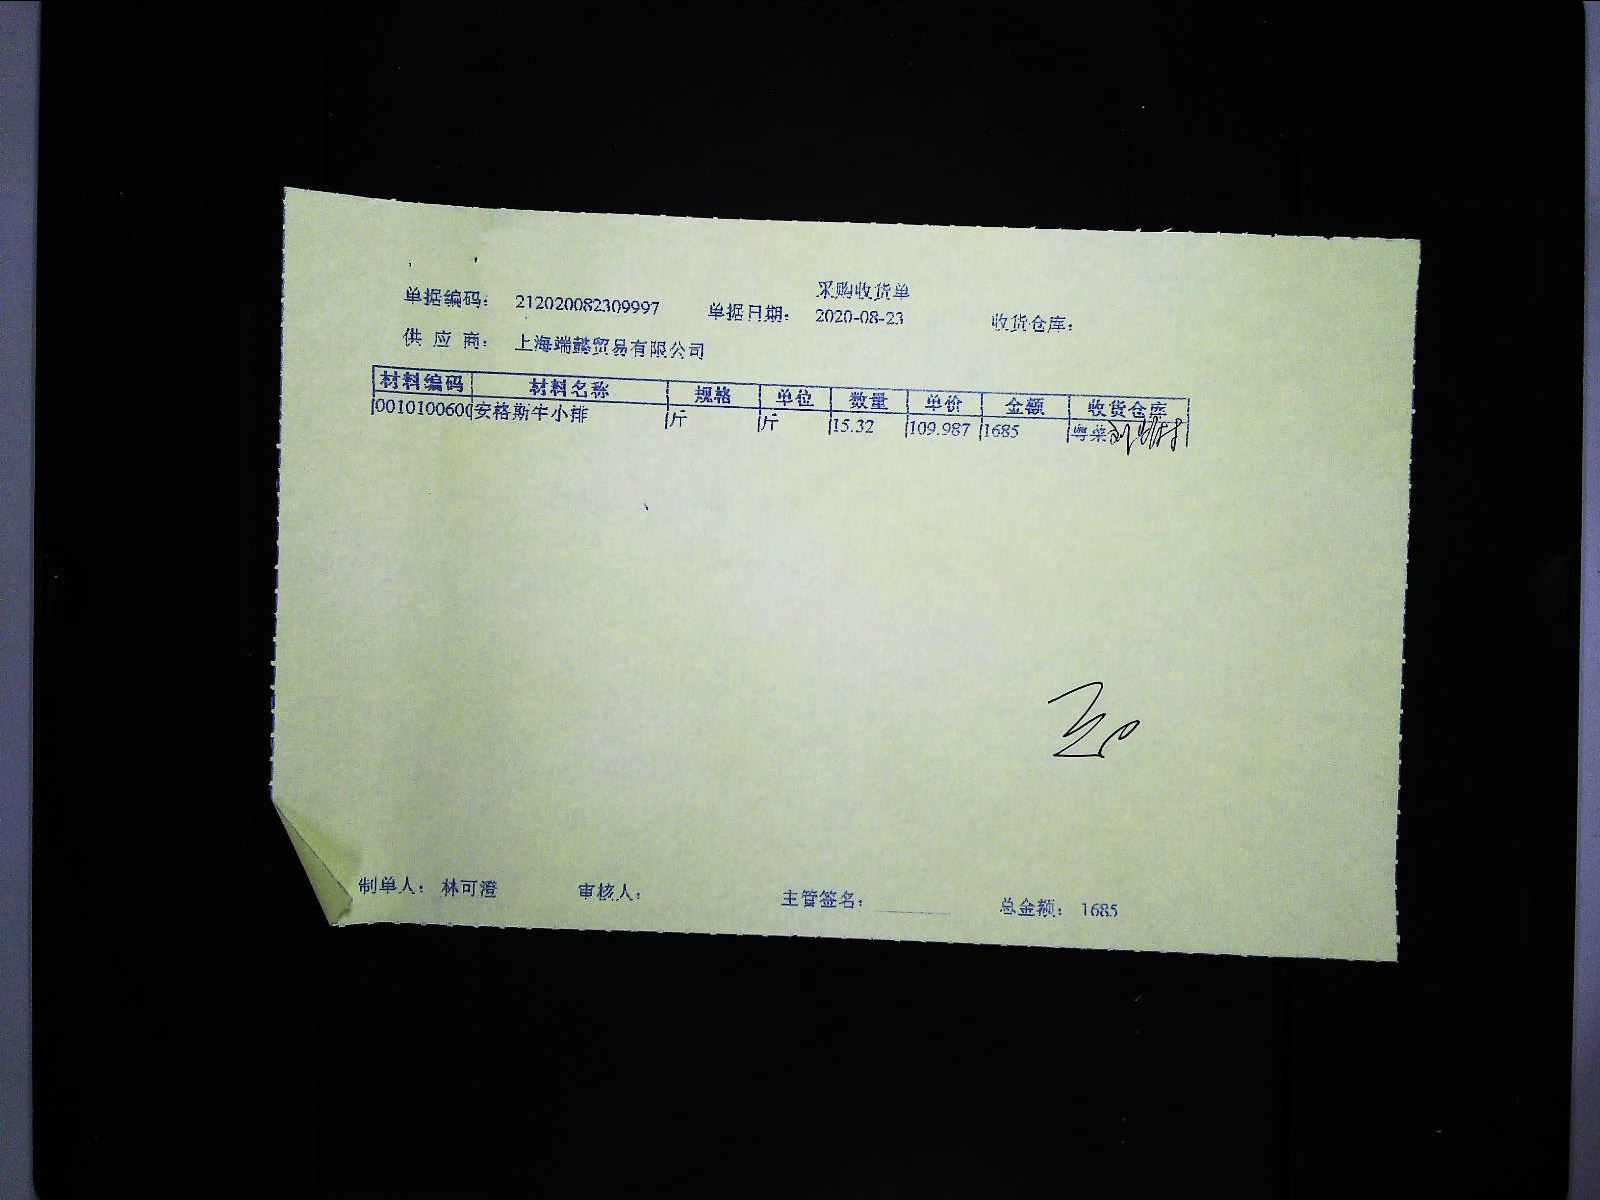 采购收货单
单据编码: 212020082309997 单据日期: 2020-08-23 收货仓库:
供 应 商: 上海端懿贸易有限公司
材料编码 材料名称 规格 单位 数量 单价 金额 收货仓库
0010100600 安格斯牛小排 斤 斤 15.32 109.987 1685 粤菜
制单人: 林可澄 审核人: 主管签名: 总金额: 1685